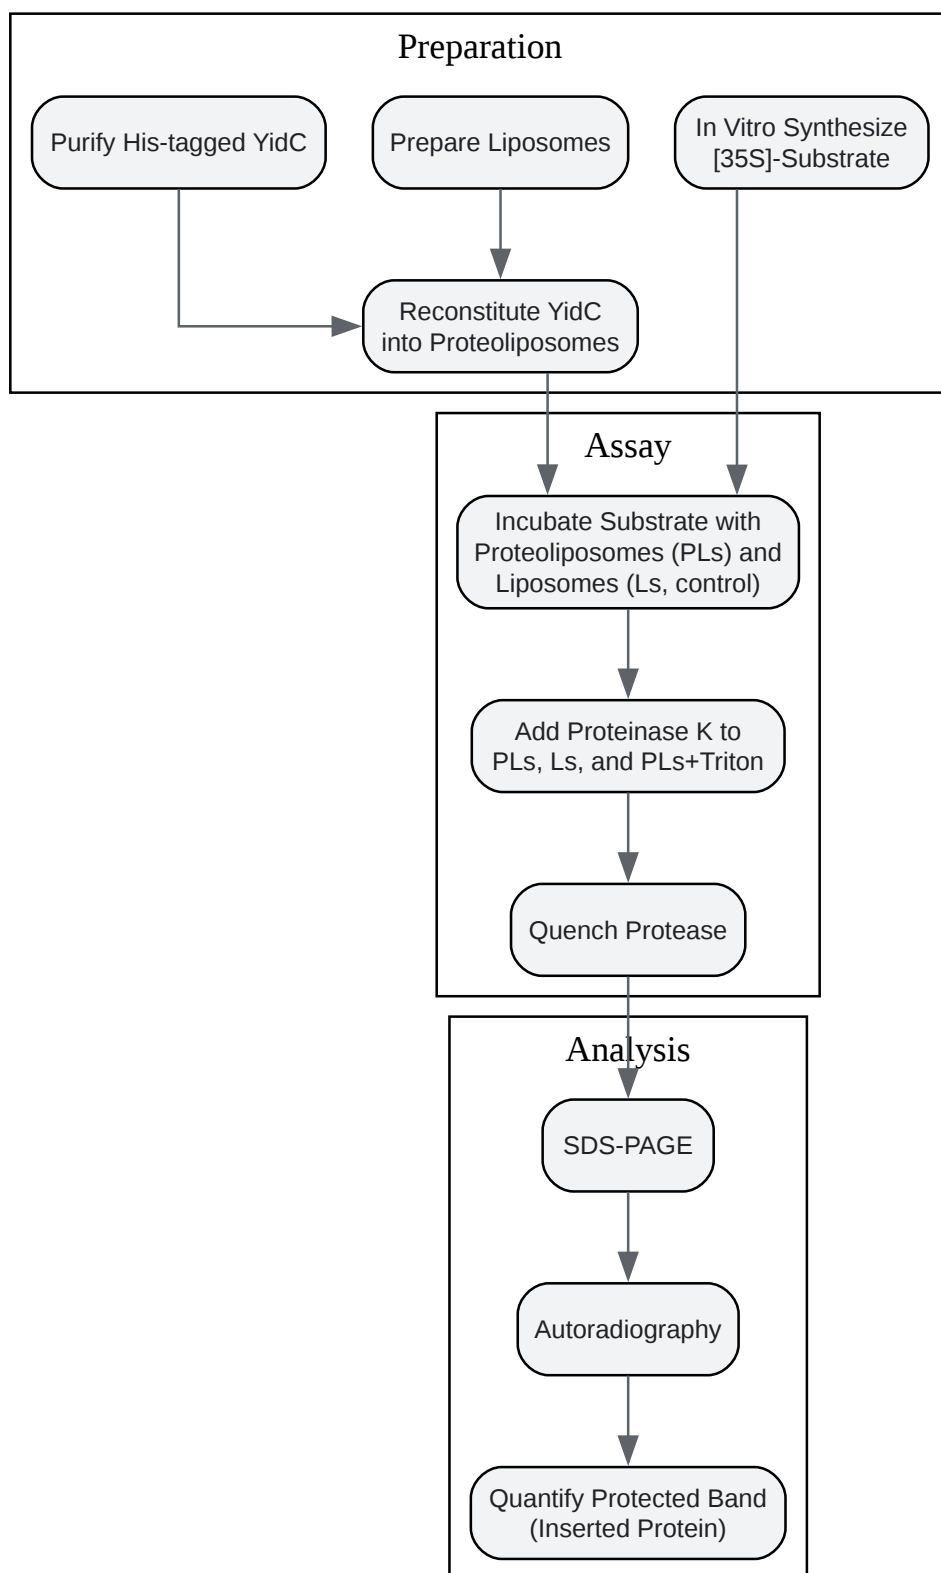 Preparation
Purify His-tagged YidC
Prepare Liposomes
In Vitro Synthesize
[35S]-Substrate
Reconstitute YidC
into Proteoliposomes
Assay
Incubate Substrate with
Proteoliposomes (PLs) and
Liposomes (Ls, control)
Add Proteinase K to
PLs, Ls, and PLs+Triton
Quench Protease
Analysis
SDS-PAGE
Autoradiography
Quantify Protected Band
(Inserted Protein)